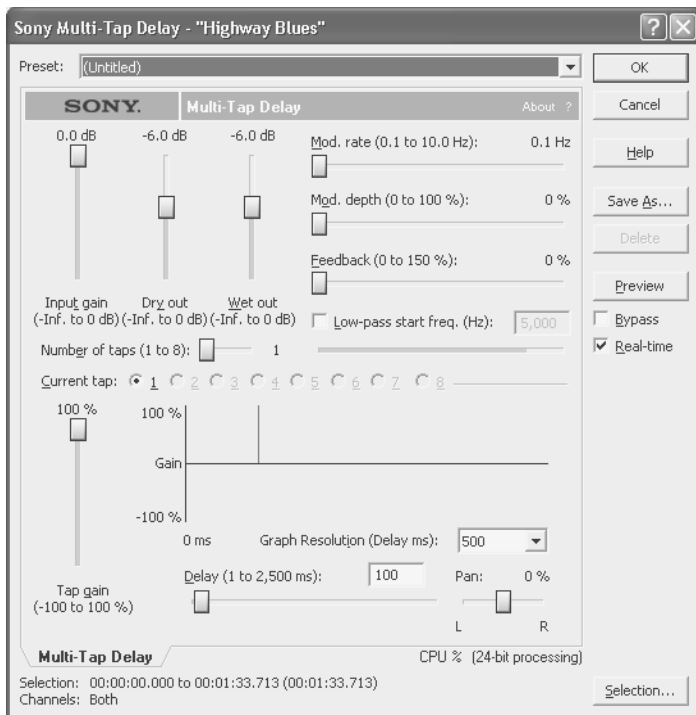 Sony Multi-Tap Delay - "Highway Blues"
Preset: (Untitled)
OK
SONY. Multi-Tap Delay About ?
Cancel
0.0 dB -6.0 dB -6.0 dB
Mod. rate (0.1 to 10.0 Hz): 0.1 Hz
Help
Mod. depth (0 to 100 %): 0 %
Save As...
Delete
Feedback (0 to 150 %): 0 %
Preview
Input gain Dry out Wet out
(-Inf. to 0 dB) (-Inf. to 0 dB) (-Inf. to 0 dB)
Low-pass start freq. (Hz): 5,000
Bypass
Number of taps (1 to 8): 1
Real-time
Current tap: 1 2 3 4 5 6 7 8
100 %
100 %
Gain
-100 %
0 ms Graph Resolution (Delay ms): 500
Tap gain
(-100 to 100 %)
Delay (1 to 2,500 ms): 100 Pan: 0 %
L R
Multi-Tap Delay
CPU % (24-bit processing)
Selection: 00:00:00.000 to 00:01:33.713 (00:01:33.713)
Channels: Both
Selection...